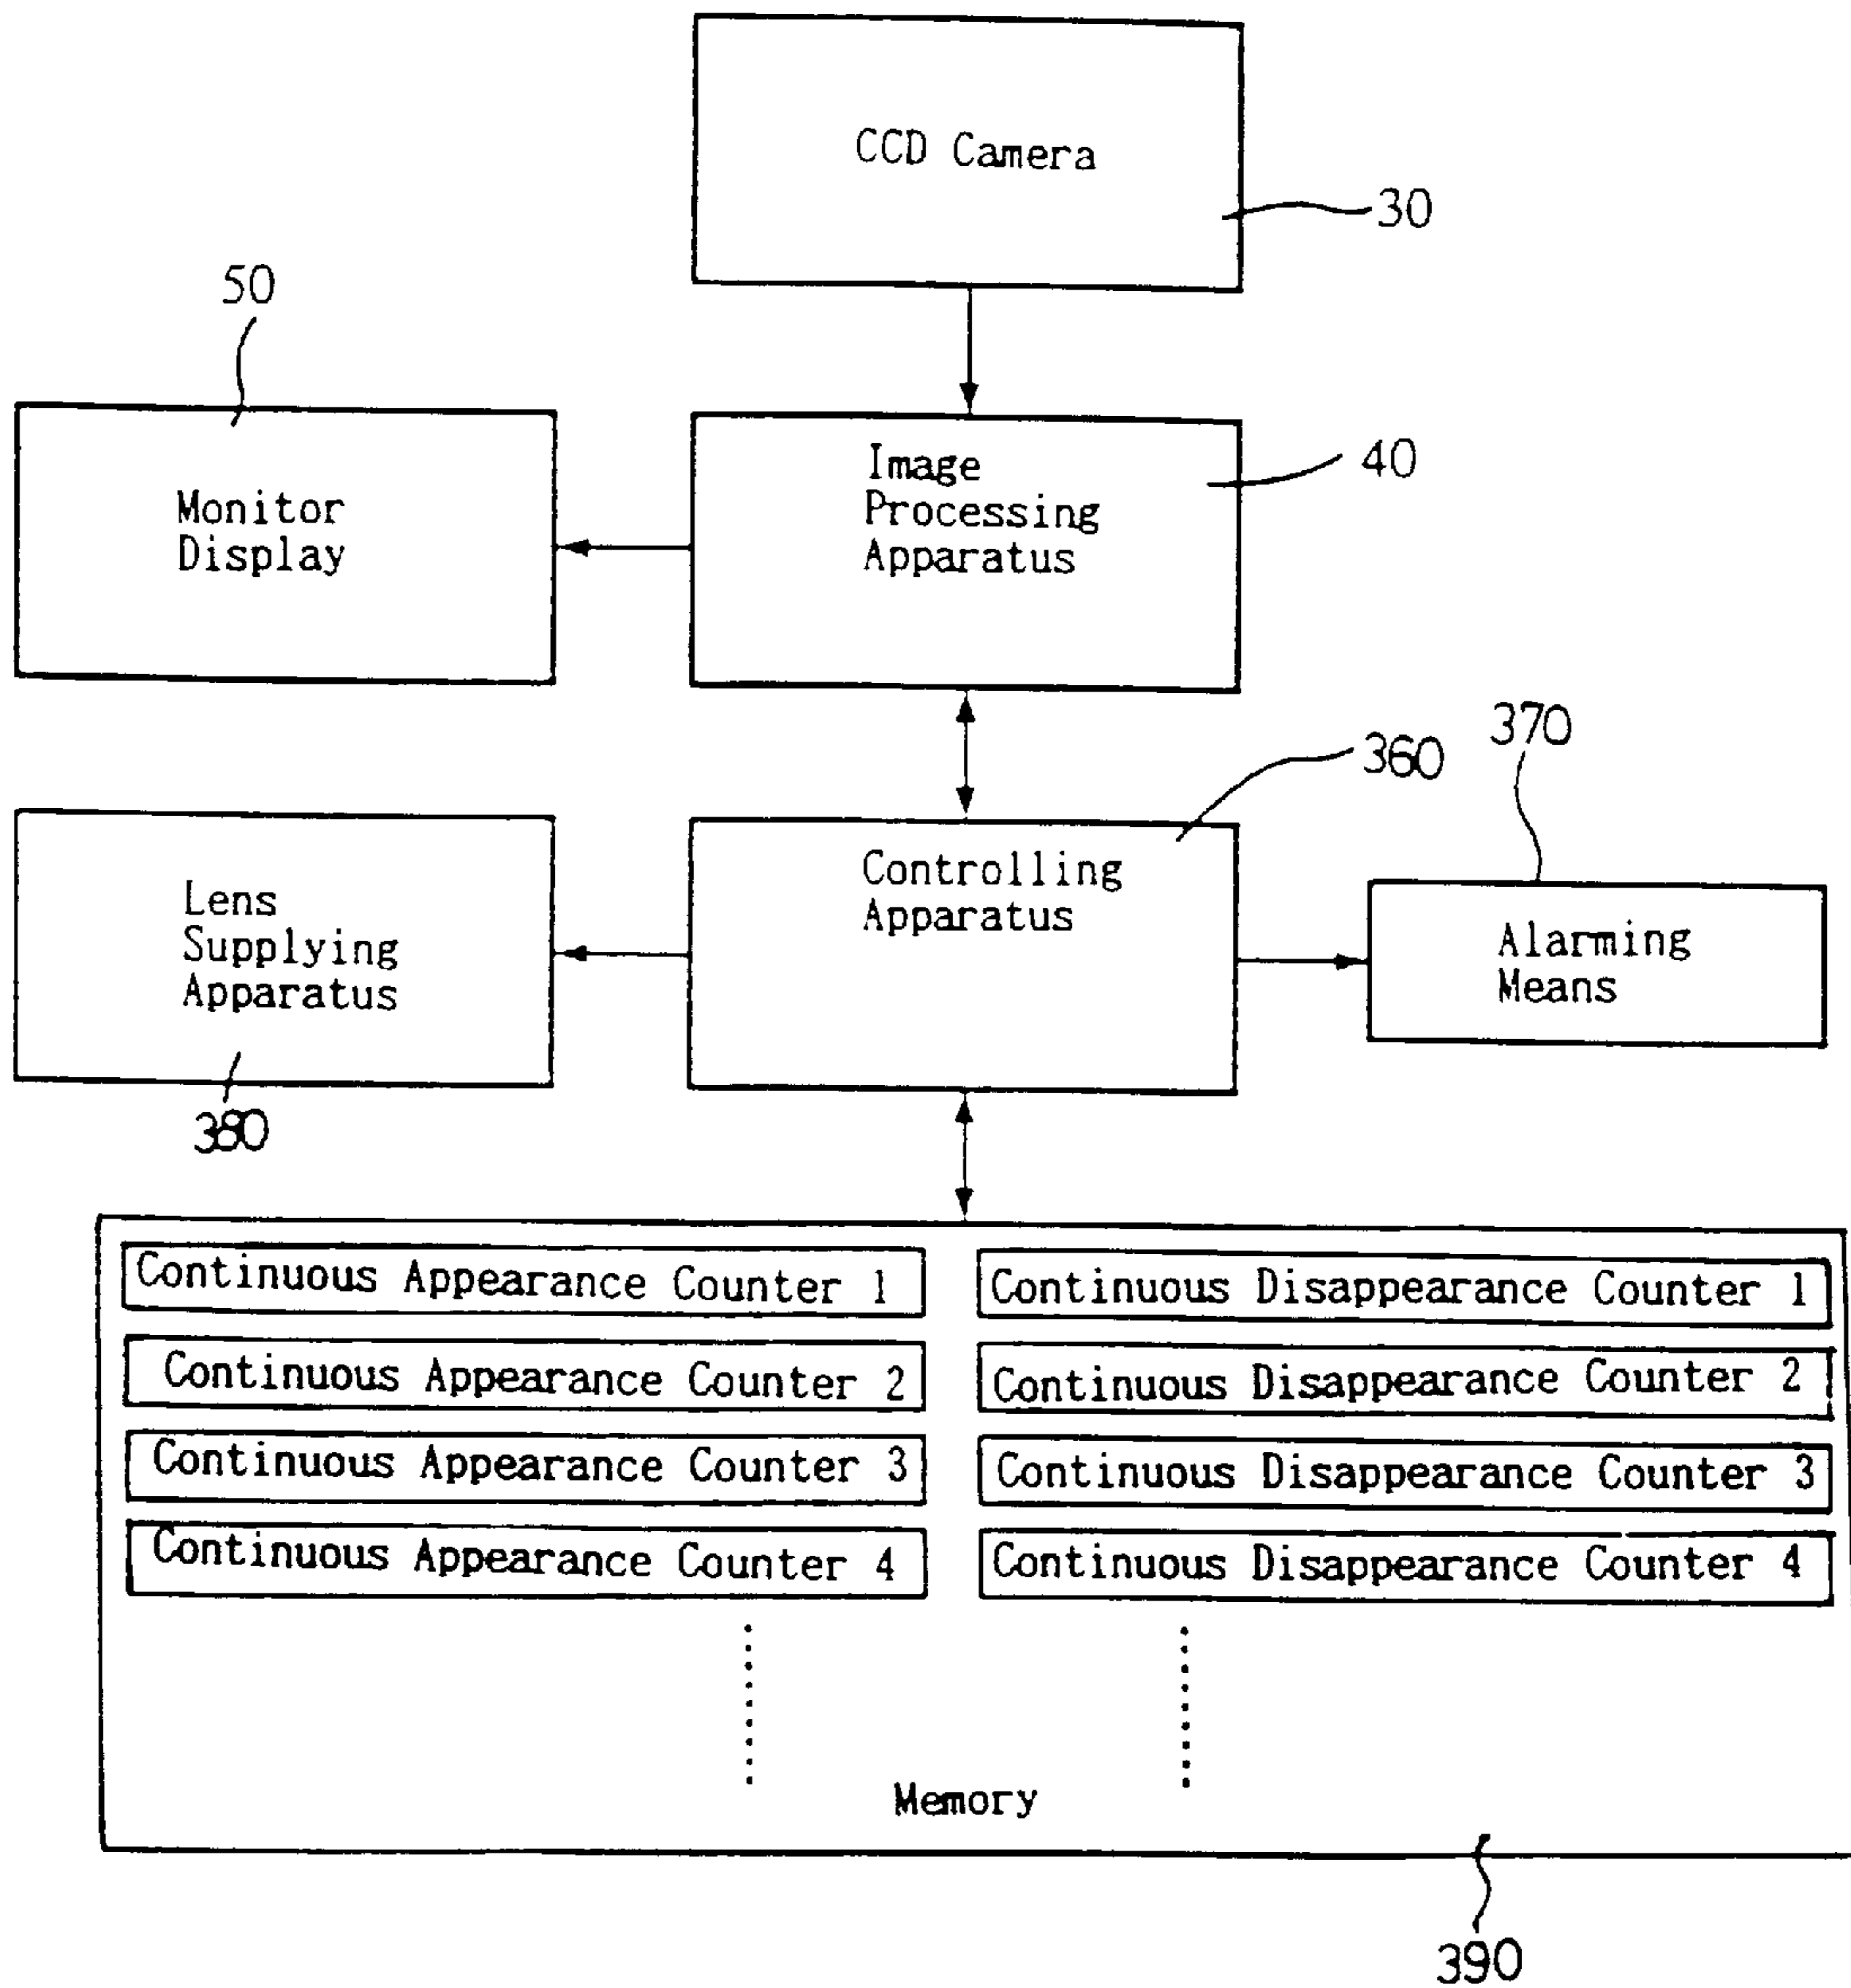 CCD Camera
30
50
Monitor
Display
Image
Processing
Apparatus
40
360
370
Lens
Supplying
Apparatus
380
Controlling
Apparatus
Alarming
Means
Continuous Appearance Counter 1
Continuous Disappearance Counter 1
Continuous Appearance Counter 2
Continuous Disappearance Counter 2
Continuous Appearance Counter 3
Continuous Disappearance Counter 3
Continuous Appearance Counter 4
Continuous Disappearance Counter 4
Memory
390